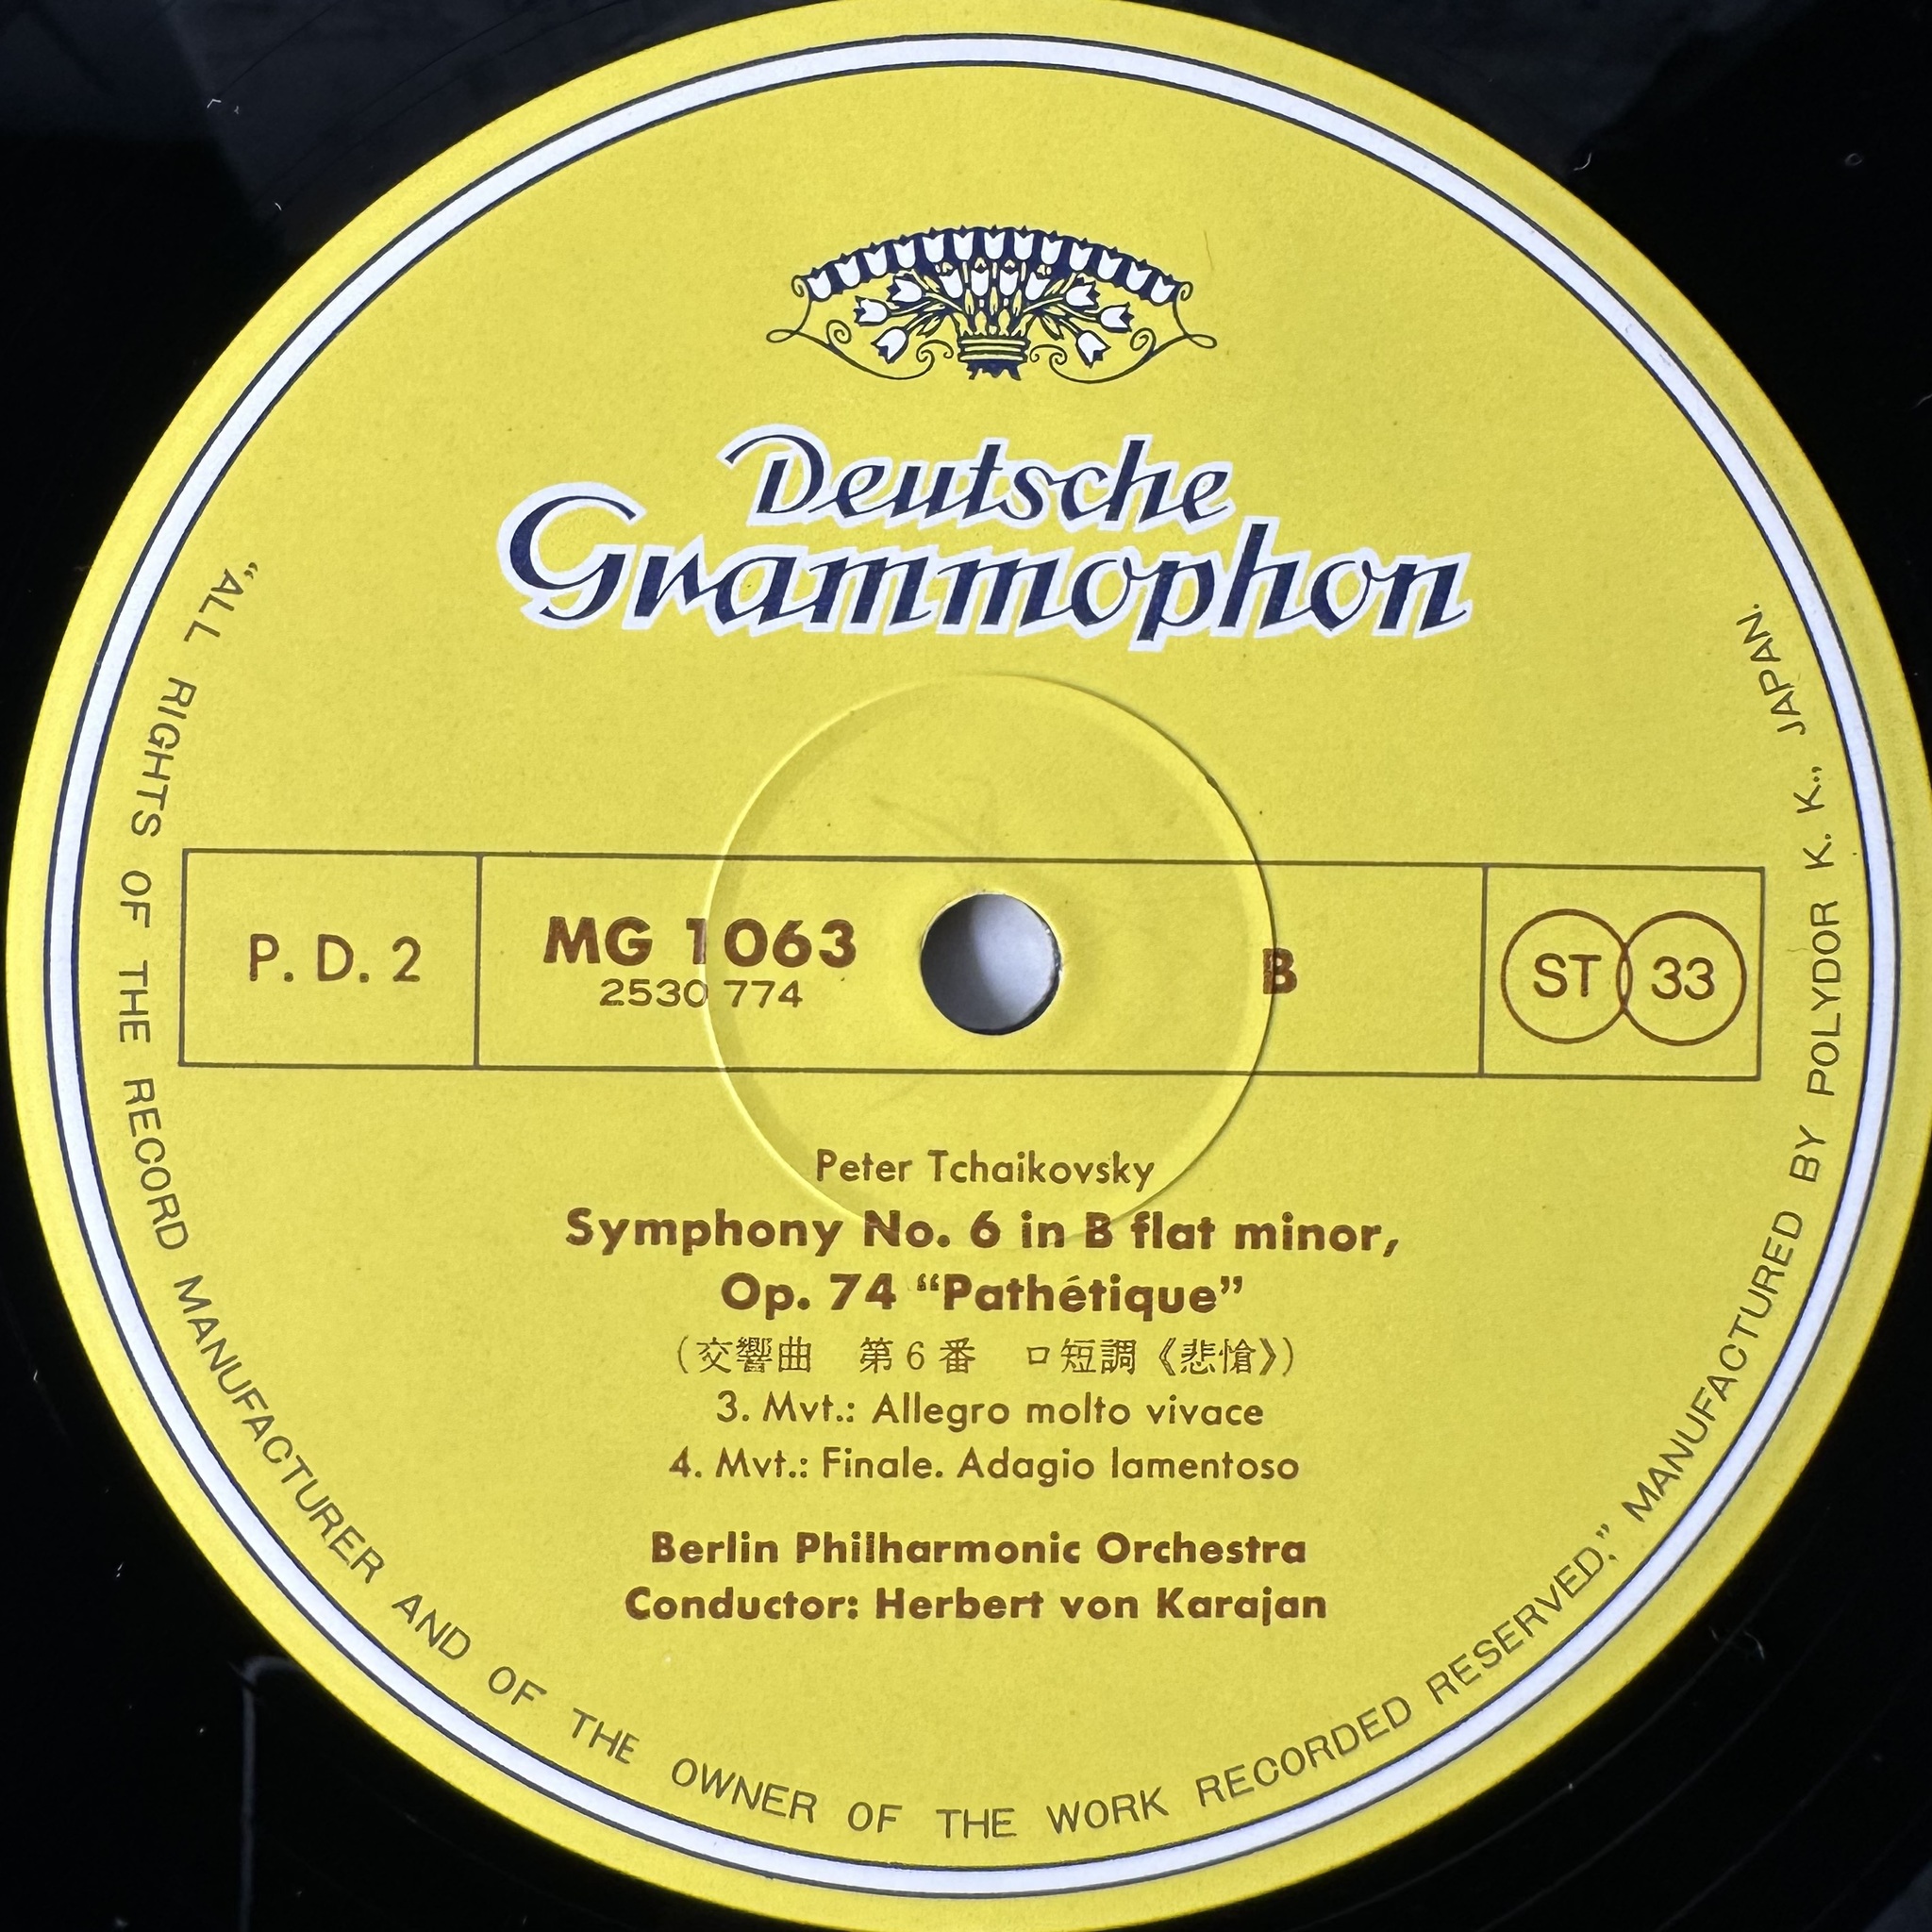 Deutsche
Grammophon
P. D. 2
MG 1063
2530 774
B
ST 33
Peter Tchaikovsky
Symphony No. 6 in B flat minor,
Op. 74 “Pathétique”
(交響曲　第6番　ロ短調《悲愴》)
3. Mvt.: Allegro molto vivace
4. Mvt.: Finale. Adagio lamentoso
Berlin Philharmonic Orchestra
Conductor: Herbert von Karajan
“ALL RIGHTS OF THE RECORD MANUFACTURER AND OF THE OWNER OF THE WORK RECORDED RESERVED.” MANUFACTURED BY POLYDOR K. K., JAPAN.